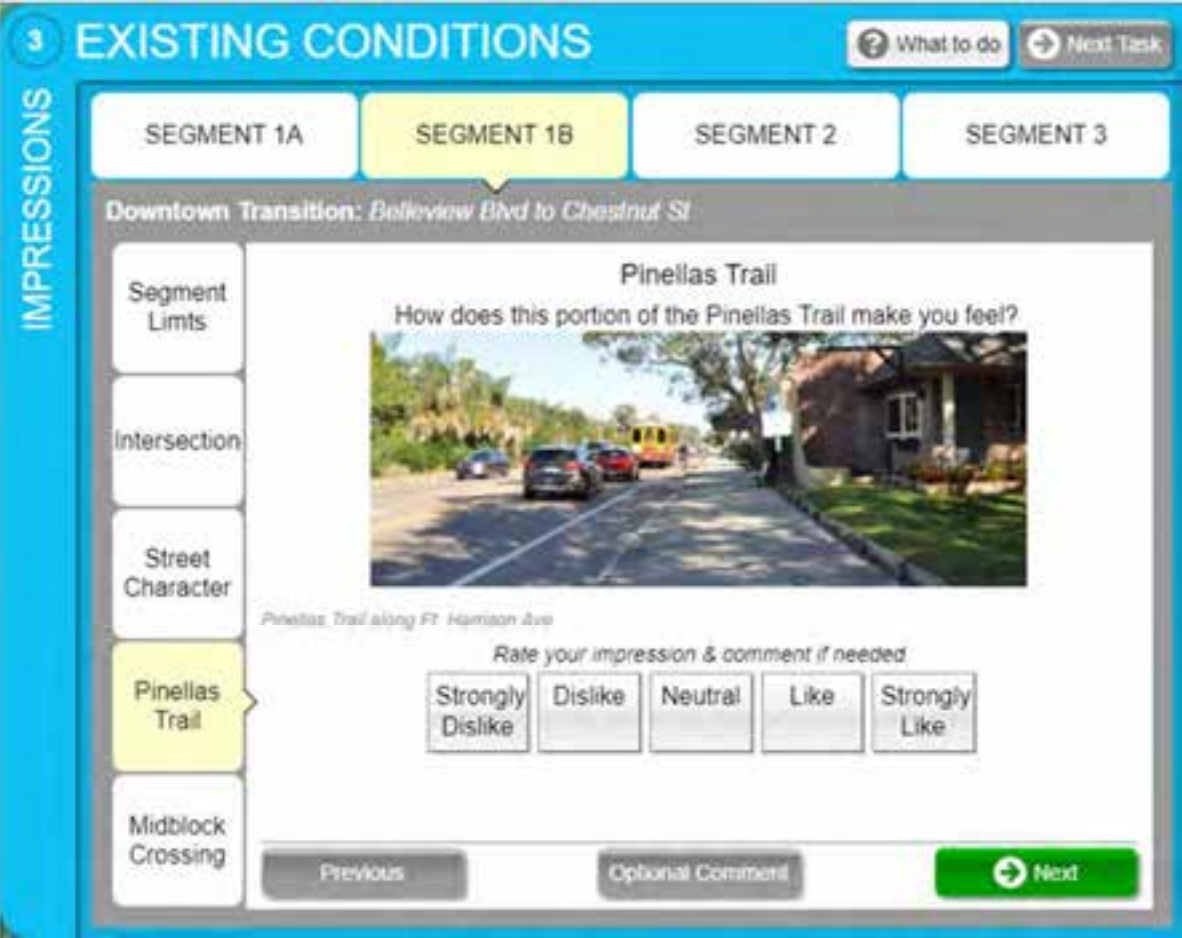 3 EXISTING CONDITIONS
What to do
Next Task
IMPRESSIONS
SEGMENT 1A
SEGMENT 1B
SEGMENT 2
SEGMENT 3
Downtown Transition: Belleview Blvd to Chestnut St
Segment
Limts
Intersection
Street
Character
Pinellas
Trail
Midblock
Crossing
Pinellas Trail
How does this portion of the Pinellas Trail make you feel?
Pinellas Trail along Ft. Harrison Ave
Rate your impression & comment if needed
Strongly
Dislike
Dislike
Neutral
Like
Strongly
Like
Previous
Optional Comment
Next